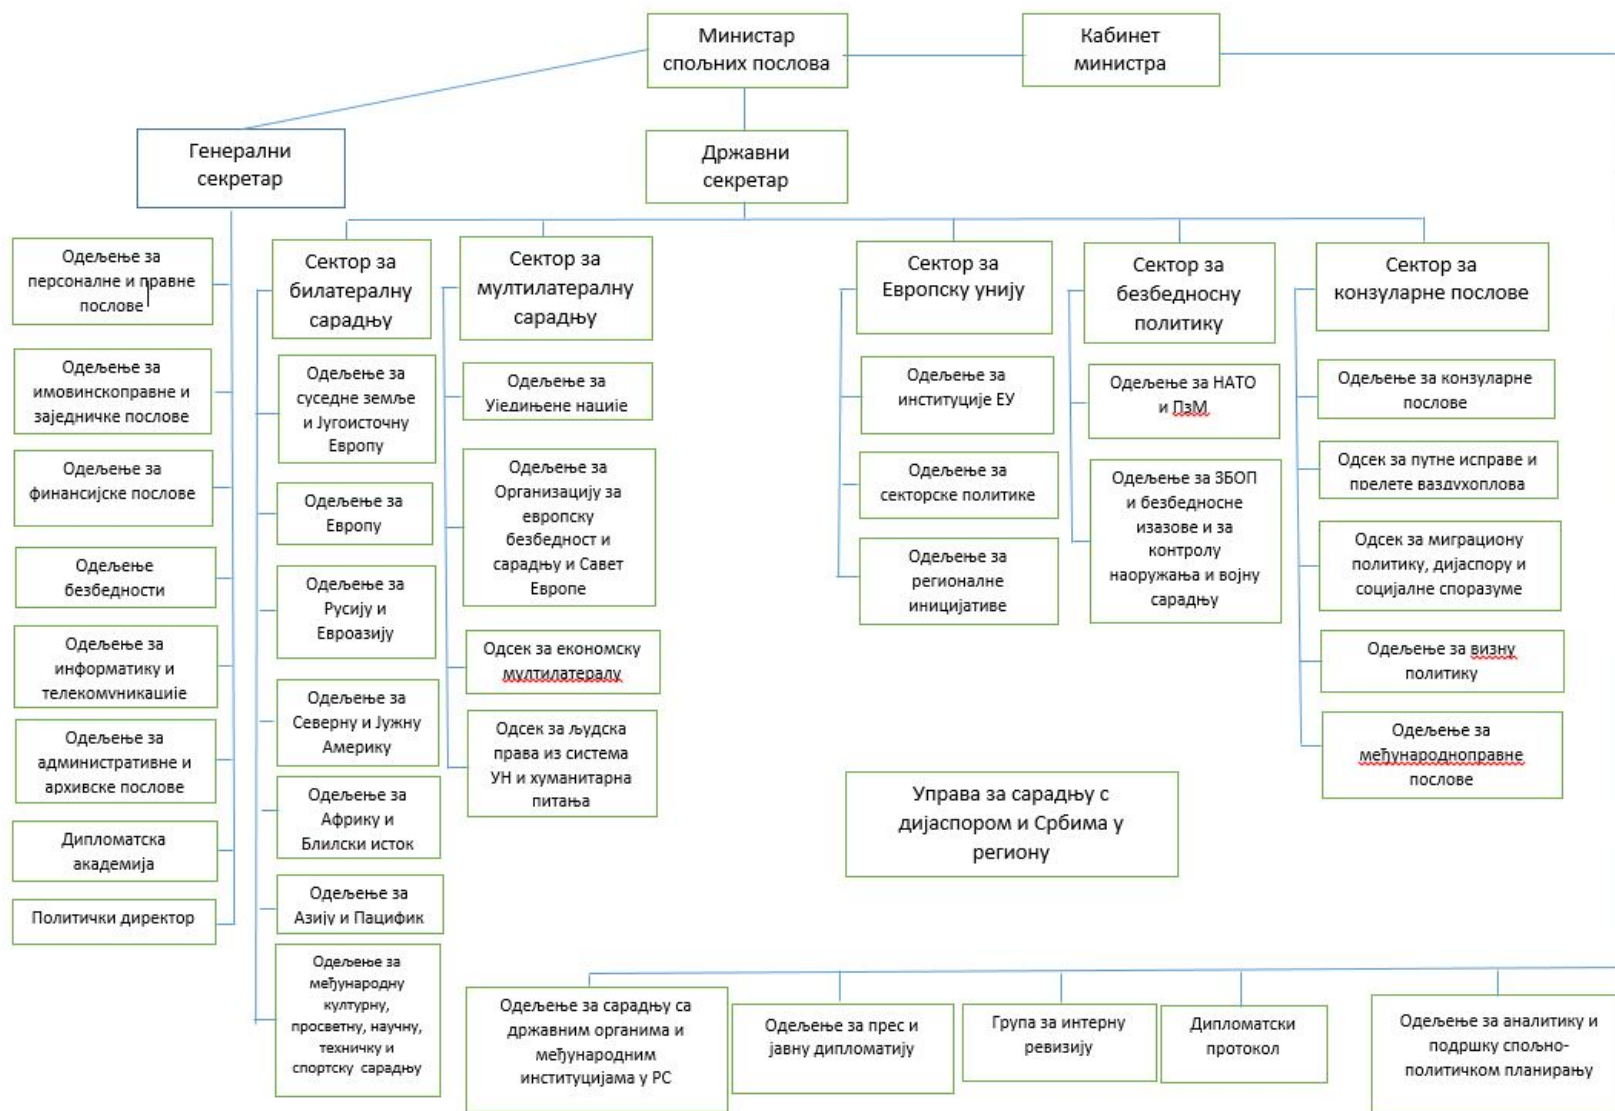 Министар
спољних послова
Кабинет
министра
Генерални
секретар
Државни
секретар
Одељење за
персоналне и правне
послове
Одељење за
имовинскоправне и
заједничке послове
Одељење за
финансијске послове
Одељење
безбедности
Одељење за
информатику и
телекомуникације
Одељење за
административне и
архивске послове
Дипломатска
академија
Политички директор
Сектор за
билатералну
сарадњу
Одељење за
суседне земље
и Југоисточну
Европу
Одељење за
Европу
Одељење за
Русију и
Евроазију
Одељење за
Северну и Јужну
Америку
Одељење за
Африку и
Блилски исток
Одељење за
Азију и Пацифик
Одељење за
међународну
културну,
просветну, научну,
техничку и
спортску сарадњу
Сектор за
мултилатералну
сарадњу
Одељење за
Уједињене нације
Одељење за
Организацију за
европску
безбедност и
сарадњу и Савет
Европе
Одсек за економску
мултилатералу
Одсек за људска
права из система
УН и хуманитарна
питања
Сектор за
Европску унију
Одељење за
институције ЕУ
Одељење за
секторске политике
Одељење за
регионалне
иницијативе
Сектор за
безбедносну
политику
Одељење за НАТО
и ПзМ
Одељење за ЗБОП
и безбедносне
изазове и за
контролу
наоружања и војну
сарадњу
Сектор за
конзуларне послове
Одељење за конзуларне
послове
Одсек за путне исправе и
прелете ваздухоплова
Одсек за миграциону
политику, дијаспору и
социјалне споразуме
Одељење за визну
политику
Одељење за
међународноправне
послове
Управа за сарадњу с
дијаспором и Србима у
региону
Одељење за сарадњу са
државним органима и
међународним
институцијама у РС
Одељење за прес и
јавну дипломатију
Група за интерну
ревизију
Дипломатски
протокол
Одељење за аналитику и
подршку спољно-
политичком планирању